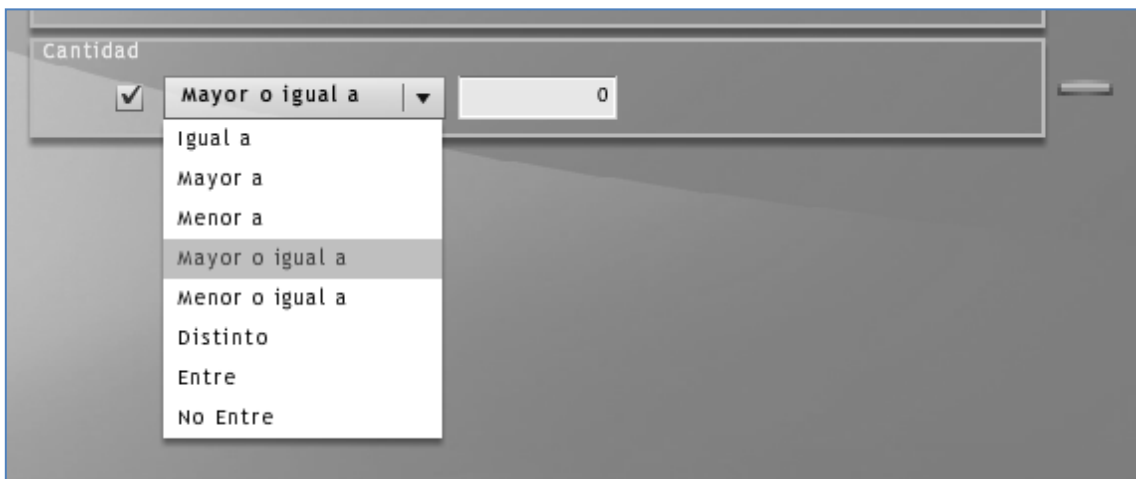 Cantidad
Mayor o igual a 0
Igual a
Mayor a
Menor a
Mayor o igual a
Menor o igual a
Distinto
Entre
No Entre